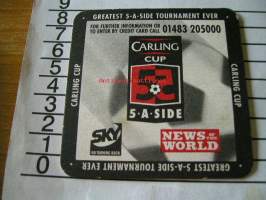 GREATEST 5-A-SIDE TOURNAMENT EVER
FOR FURTHER INFORMATION OR
TO ENTER BY CREDIT CARD CALL 01483 205000
CARLING
CUP
5
5-A-SIDE
SKY
NEWS OF THE
WORLD
CARLING CUP
CARLING CUP
GREATEST 5-A-SIDE TOURNAMENT EVER
8
7
6
5
4
3
2
1
0